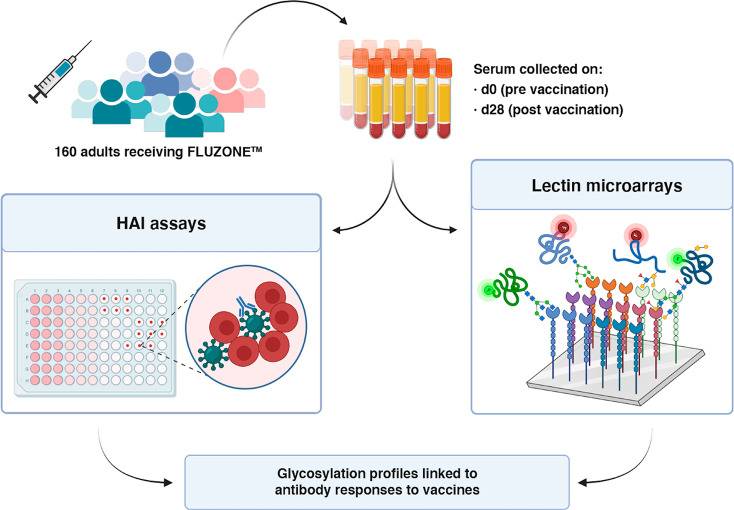 Serum collected on:
· d0 (pre vaccination)
· d28 (post vaccination)
160 adults receiving FLUZONE™
HAI assays
Lectin microarrays
1 2 3 4 5 6 7 8 9 10 11 12
A
B
C
D
E
F
G
H
Glycosylation profiles linked to
antibody responses to vaccines